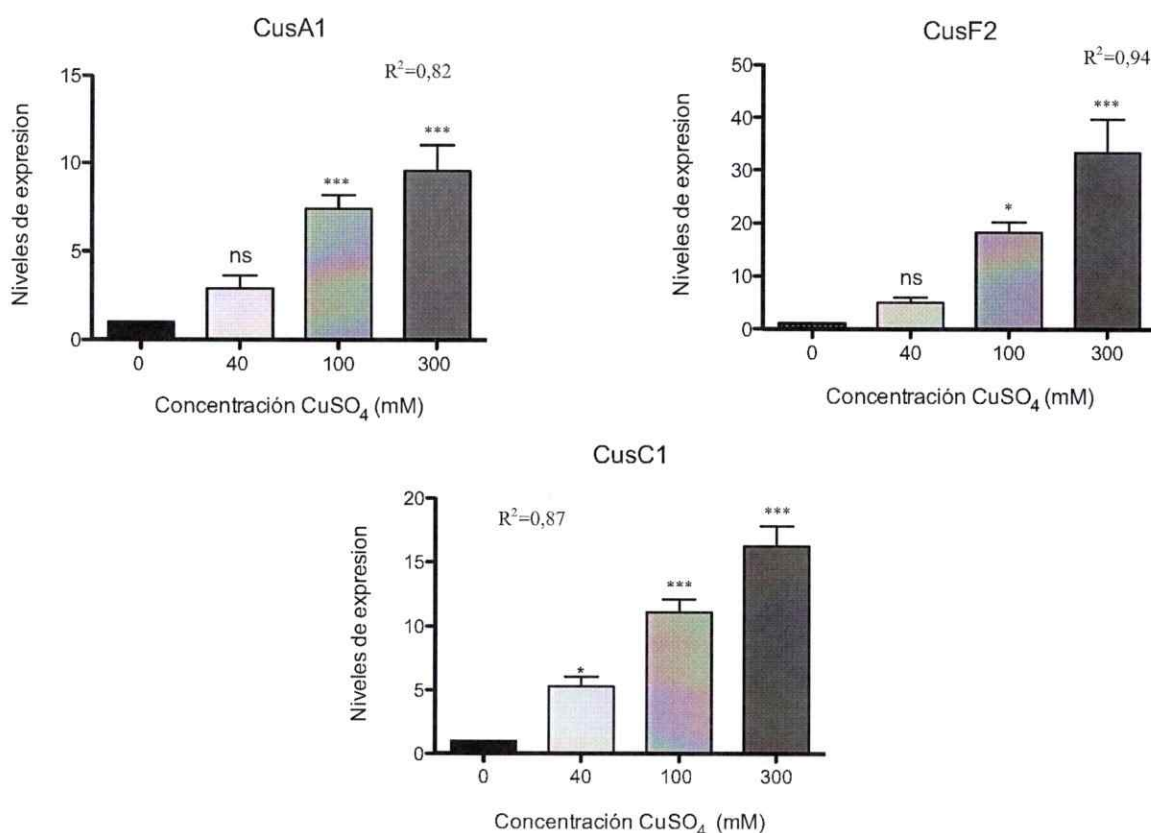 CusA1
R²=0,82
15
10
5
0
Niveles de expresion
ns
***
***
0 40 100 300
Concentración CuSO₄ (mM)
CusF2
R²=0,94
50
40
30
20
10
0
Niveles de expresion
ns
*
***
0 40 100 300
Concentración CuSO₄ (mM)
CusC1
R²=0,87
20
15
10
5
0
Niveles de expresion
*
***
***
0 40 100 300
Concentración CuSO₄ (mM)